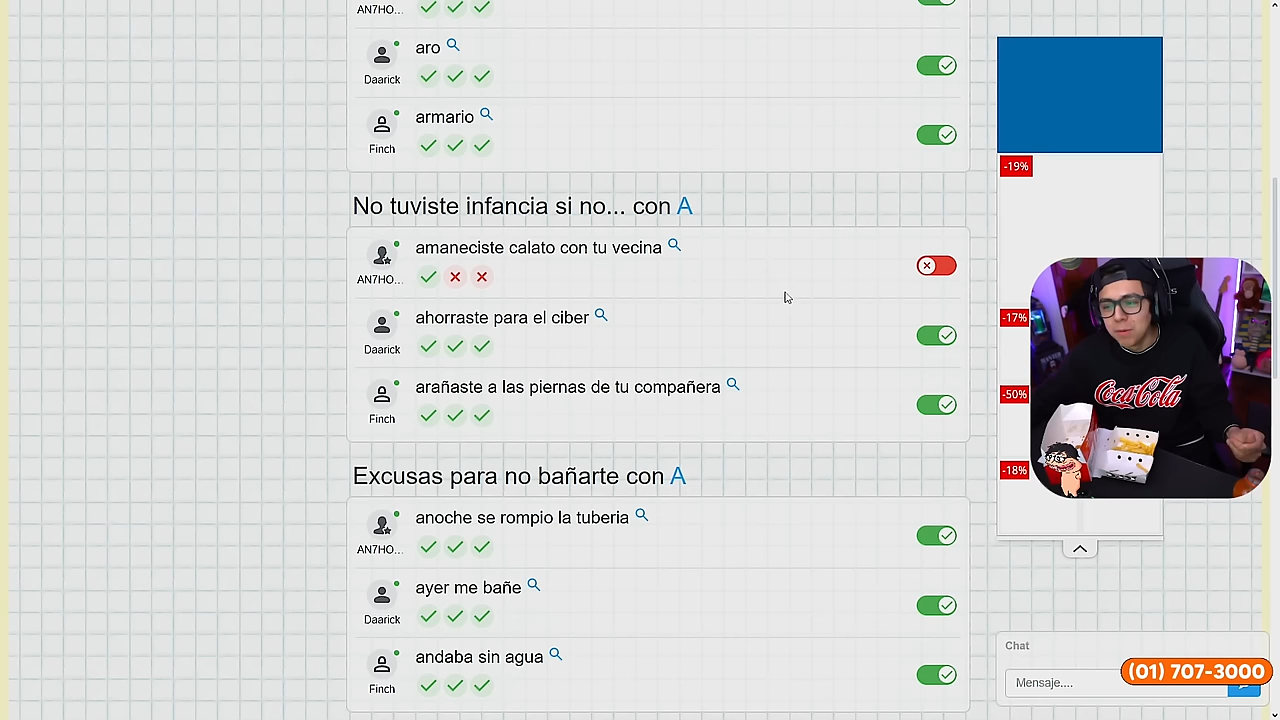 AN7HO...
aro
Daarick
armario
Finch
No tuviste infancia si no... con A
amaneciste calato con tu vecina
AN7HO...
ahorraste para el ciber
Daarick
arañaste a las piernas de tu compañera
Finch
Excusas para no bañarte con A
anoche se rompio la tuberia
AN7HO...
ayer me bañe
Daarick
andaba sin agua
Finch
-19%
-17%
-50%
-18%
Coca-Cola
Chat
Mensaje....
(01) 707-3000